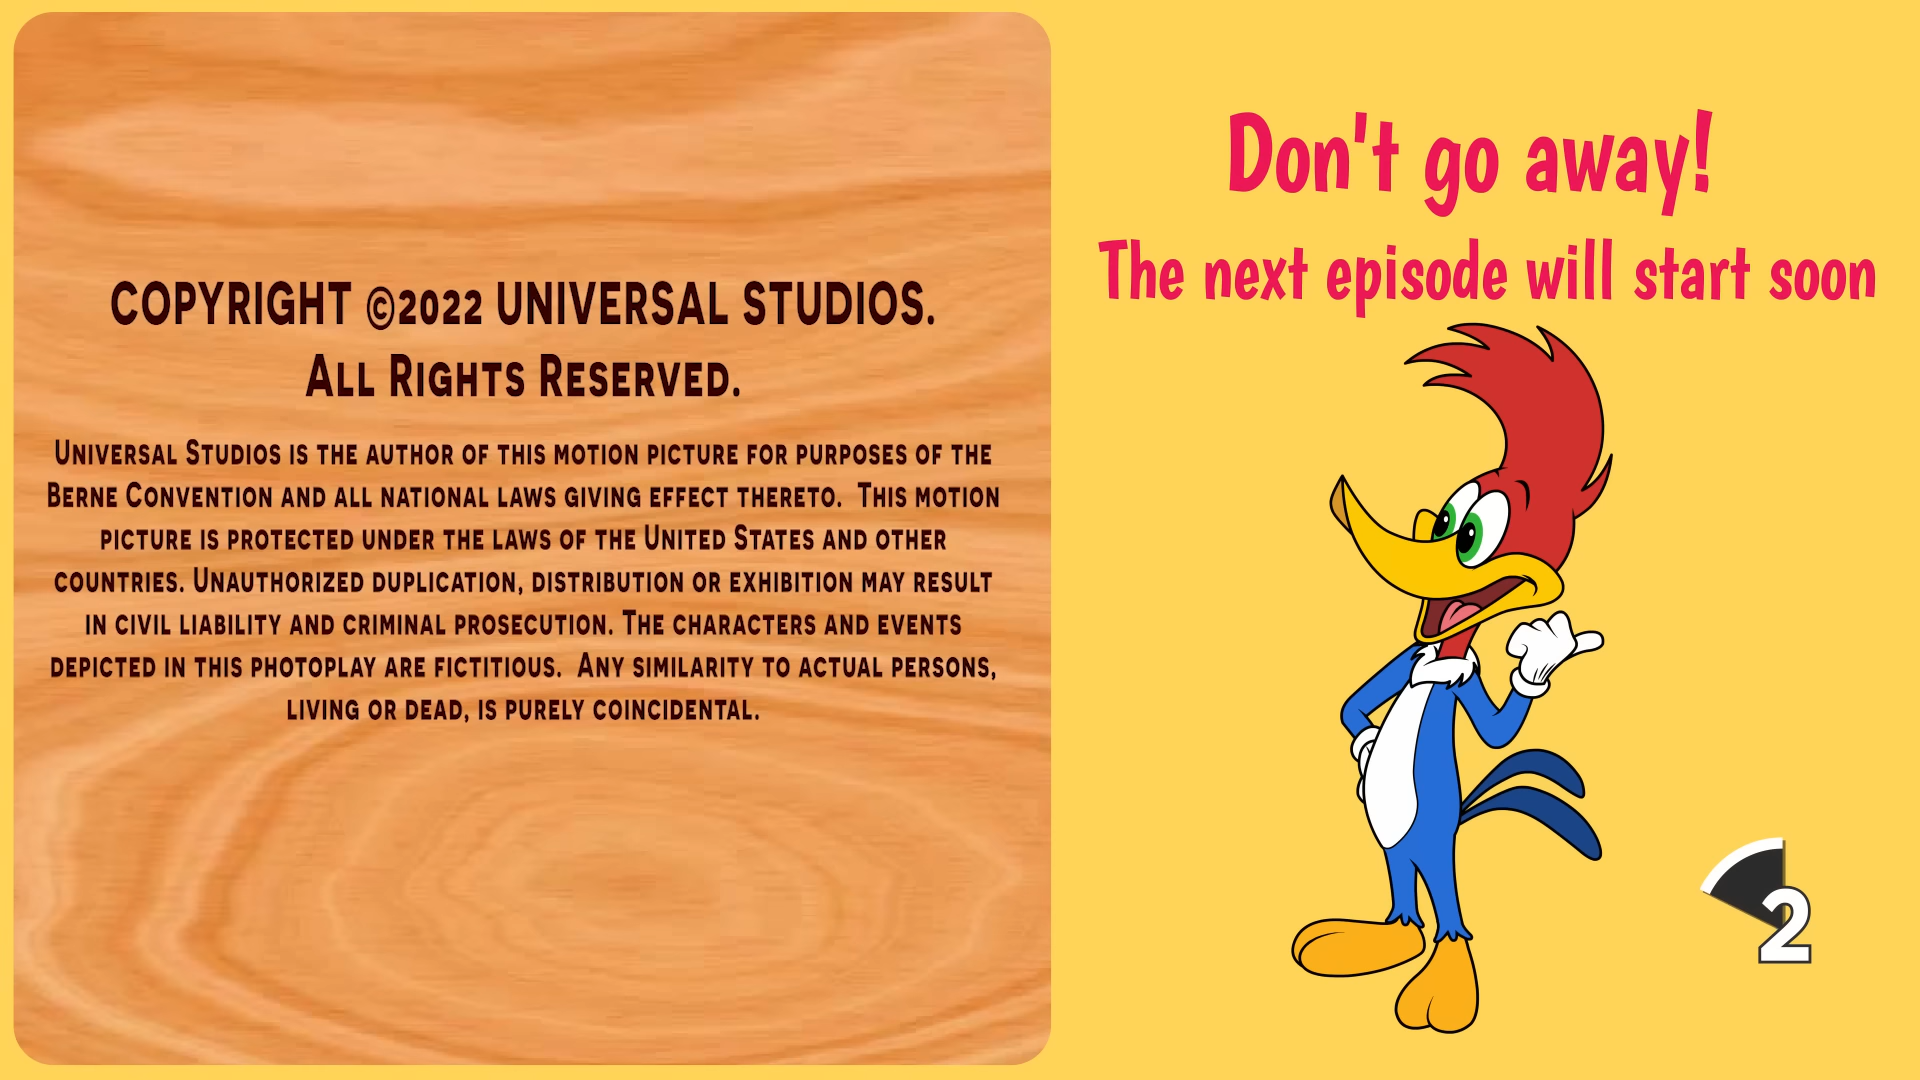 COPYRIGHT ©2022 UNIVERSAL STUDIOS.
ALL RIGHTS RESERVED.
UNIVERSAL STUDIOS IS THE AUTHOR OF THIS MOTION PICTURE FOR PURPOSES OF THE
BERNE CONVENTION AND ALL NATIONAL LAWS GIVING EFFECT THERETO. THIS MOTION
PICTURE IS PROTECTED UNDER THE LAWS OF THE UNITED STATES AND OTHER
COUNTRIES. UNAUTHORIZED DUPLICATION, DISTRIBUTION OR EXHIBITION MAY RESULT
IN CIVIL LIABILITY AND CRIMINAL PROSECUTION. THE CHARACTERS AND EVENTS
DEPICTED IN THIS PHOTOPLAY ARE FICTITIOUS. ANY SIMILARITY TO ACTUAL PERSONS,
LIVING OR DEAD, IS PURELY COINCIDENTAL.
Don't go away!
The next episode will start soon
2